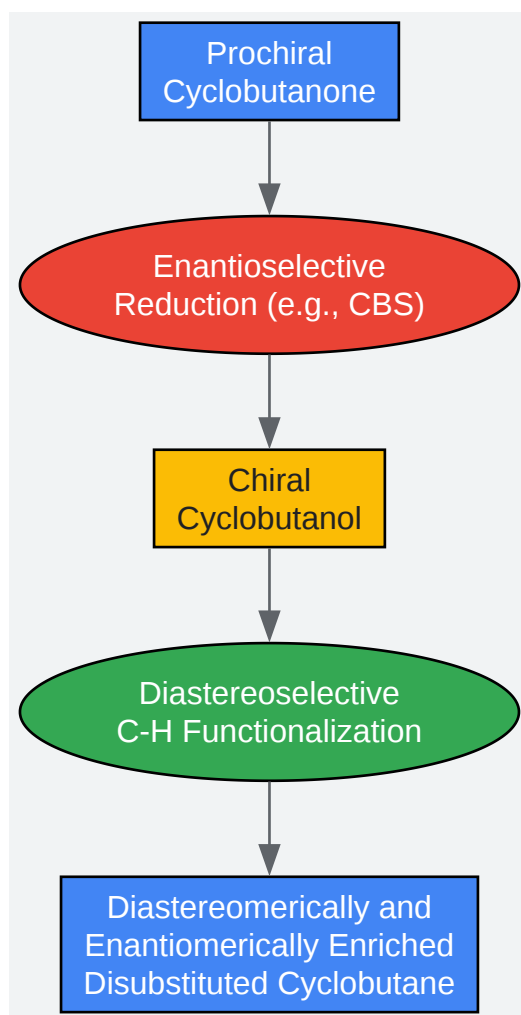 Prochiral
Cyclobutanone
Enantioselective
Reduction (e.g., CBS)
Chiral
Cyclobutanol
Diastereoselective
C-H Functionalization
Diastereomerically and
Enantiomerically Enriched
Disubstituted Cyclobutane